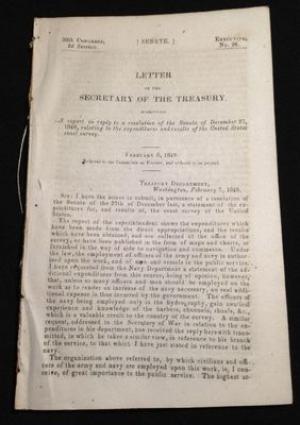 30th Congress,
2d Session.
[SENATE.]
Executive,
No. 26.
LETTER
OF THE
SECRETARY OF THE TREASURY,
A report in reply to a resolution of the Senate of December 27,
1848, relating to the expenditures and results of the United States
coast survey.
February 6, 1849.
Referred to the Committee on Finance, and ordered to be printed.
Treasury Department,
Washington, February 5, 1849.
Sir: I have the honor to submit, in pursuance of a resolution of
the Senate of the 27th of December last, a statement of the ex-
penditures for, and results of, the coast survey of the United
States.
The report of the superintendent shows the expenditures which
have been made from the direct appropriations, and the results
which have been obtained, and are collected at the office of the
survey, or have been published in the form of maps and charts, or
furnished in the way of aids to navigation and commerce. Under
the law, the employment of officers of the army and navy is author-
ized upon the work, and of men and vessels in the public service.
I have requested from the Navy Department a statement of the ad-
ditional expenditures from this source, being of opinion, however,
that, unless so many officers and men should be employed on the
work as to render an increase of the navy necessary, no real addi-
tional expense is thus incurred by the government. The officers of
the navy being employed only in the hydrography, gain useful
experience and knowledge of the harbors, channels, shoals, &c.,
which is a valuable result to the country of the survey. A similar
request, addressed to the Secretary of War in relation to the ex-
penditures in his department, has received the reply herewith trans-
mitted, in which he takes a similar view, in reference to his branch
of the service, to that which I have just stated in reference to the
navy.
The organization above referred to, by which civilians and offi-
cers of the army and navy are employed upon this work, is, I con-
ceive, of great importance to the public service. The highest sc-